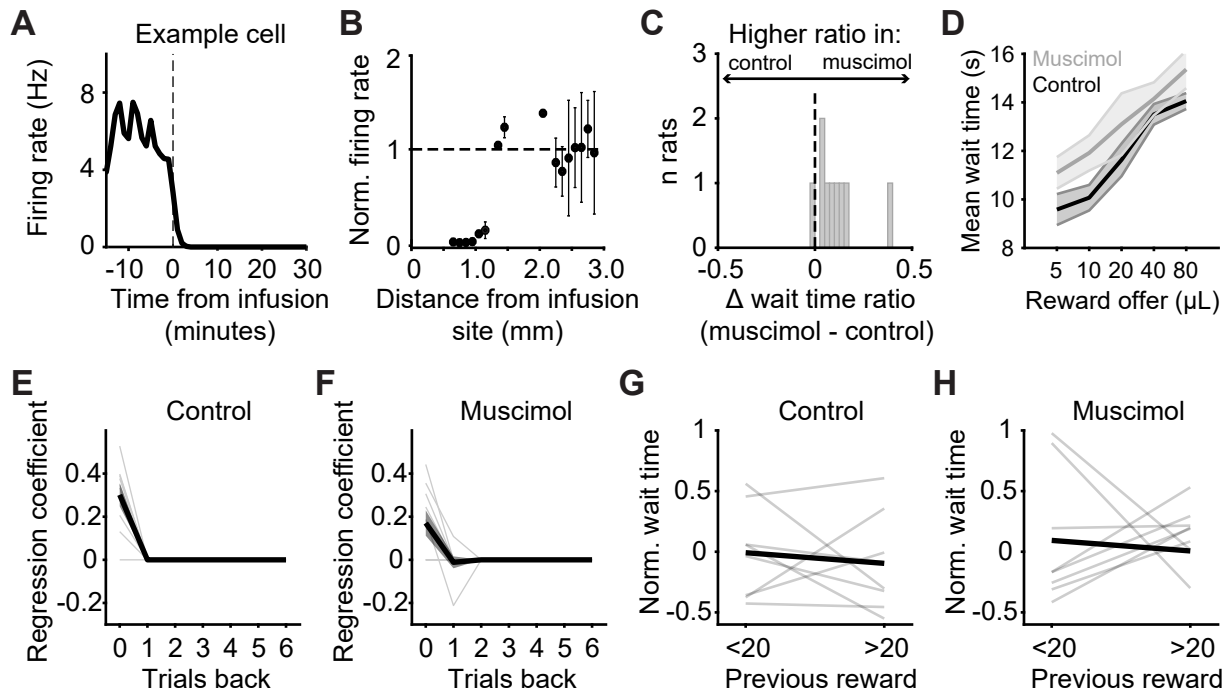 A
Example cell
Firing rate (Hz)
8
4
0
-10 0 10 20 30
Time from infusion
(minutes)
B
Norm. firing rate
2
1
0
0 1.0 2.0 3.0
Distance from infusion
site (mm)
C
Higher ratio in:
control muscimol
n rats
3
2
1
0
-0.5 0 0.5
Δ wait time ratio
(muscimol - control)
D
Muscimol
Control
Mean wait time (s)
16
14
12
10
8
5 10 20 40 80
Reward offer (µL)
E
Control
Regression coefficient
0.4
0.2
0
-0.2
0 1 2 3 4 5 6
Trials back
F
Muscimol
Regression coefficient
0.4
0.2
0
-0.2
0 1 2 3 4 5 6
Trials back
G
Control
Norm. wait time
1
0.5
0
-0.5
<20 >20
Previous reward
H
Muscimol
Norm. wait time
1
0.5
0
-0.5
<20 >20
Previous reward